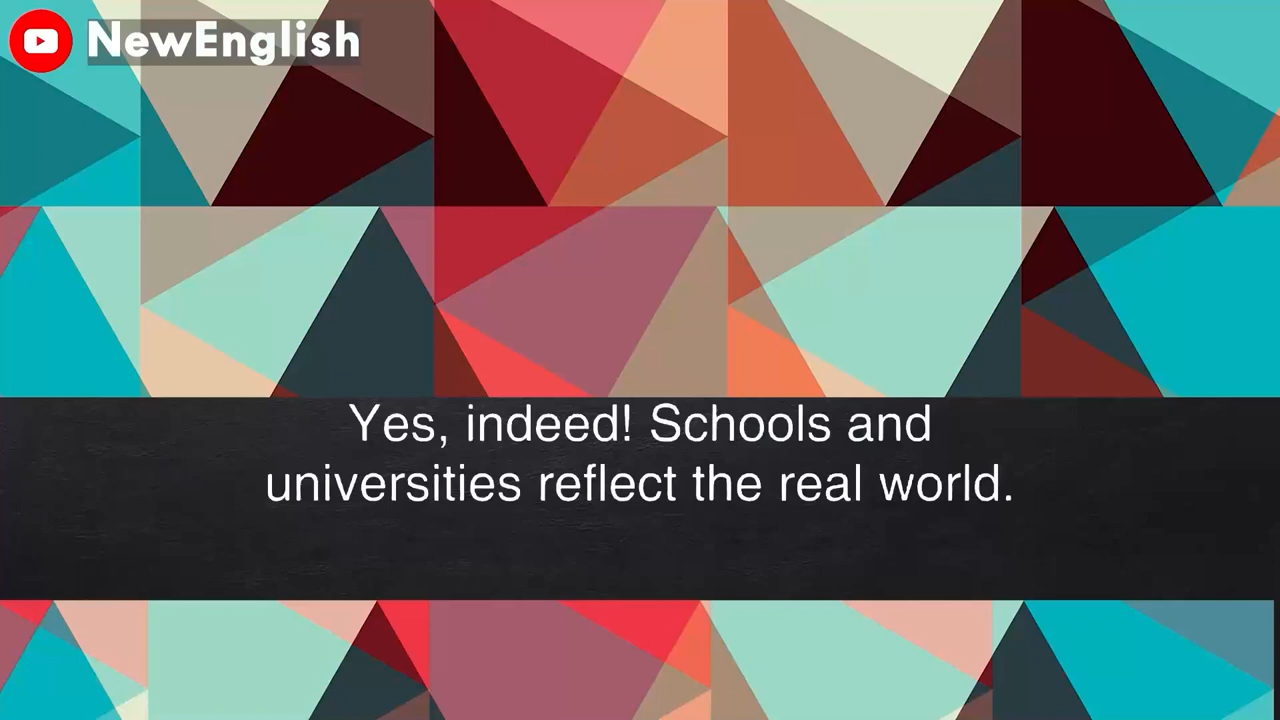 NewEnglish
Yes, indeed! Schools and
universities reflect the real world.